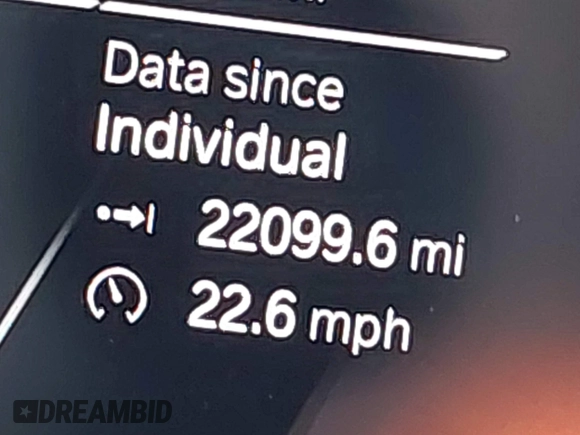 Data since
Individual
22099.6 mi
22.6 mph
DREAMBID